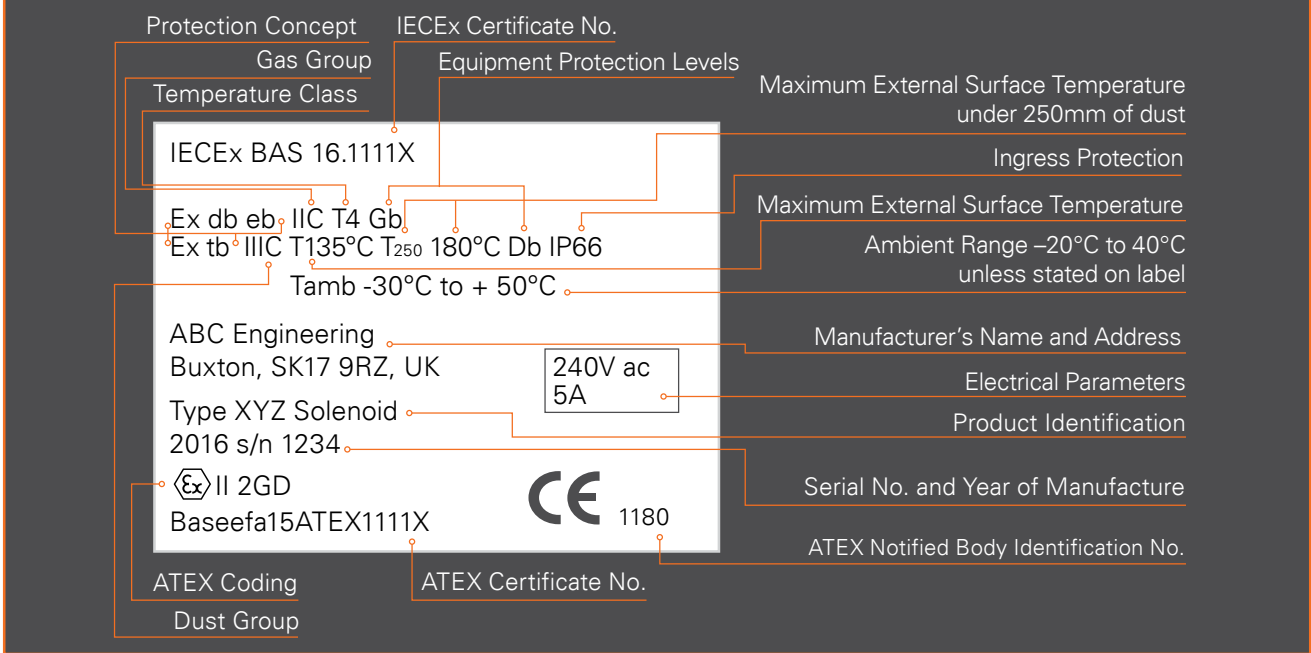 Protection Concept
IECEx Certificate No.
Gas Group
Equipment Protection Levels
Temperature Class
Maximum External Surface Temperature
under 250mm of dust
IECEx BAS 16.1111X
Ingress Protection
Ex db eb IIC T4 Gb
Maximum External Surface Temperature
Ex tb IIIC T135°C T250 180°C Db IP66
Ambient Range –20°C to 40°C
unless stated on label
Tamb -30°C to + 50°C
ABC Engineering
Manufacturer's Name and Address
Buxton, SK17 9RZ, UK
240V ac
5A
Electrical Parameters
Type XYZ Solenoid
Product Identification
2016 s/n 1234
Ex II 2GD
Serial No. and Year of Manufacture
CE 1180
Baseefa15ATEX1111X
ATEX Notified Body Identification No.
ATEX Coding
ATEX Certificate No.
Dust Group